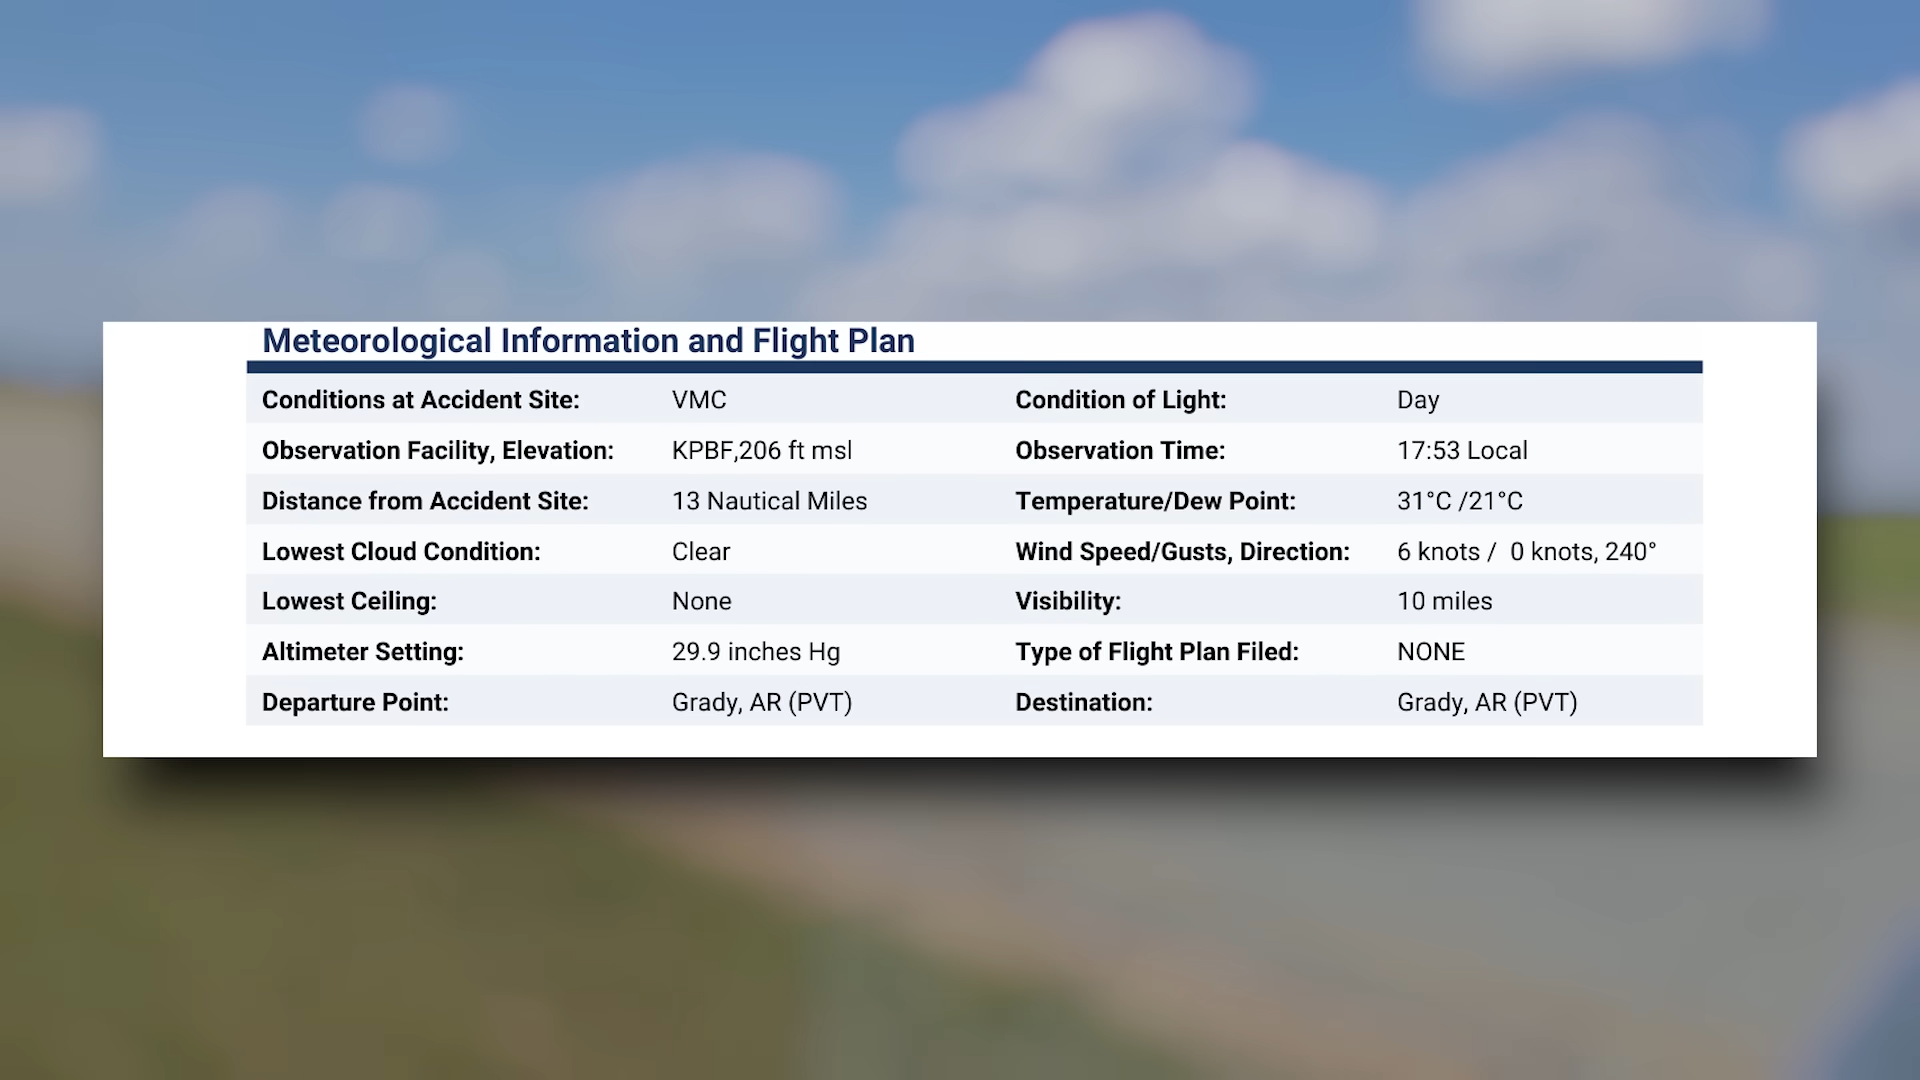 Meteorological Information and Flight Plan
Conditions at Accident Site: VMC Condition of Light: Day
Observation Facility, Elevation: KPBF,206 ft msl Observation Time: 17:53 Local
Distance from Accident Site: 13 Nautical Miles Temperature/Dew Point: 31°C /21°C
Lowest Cloud Condition: Clear Wind Speed/Gusts, Direction: 6 knots / 0 knots, 240°
Lowest Ceiling: None Visibility: 10 miles
Altimeter Setting: 29.9 inches Hg Type of Flight Plan Filed: NONE
Departure Point: Grady, AR (PVT) Destination: Grady, AR (PVT)